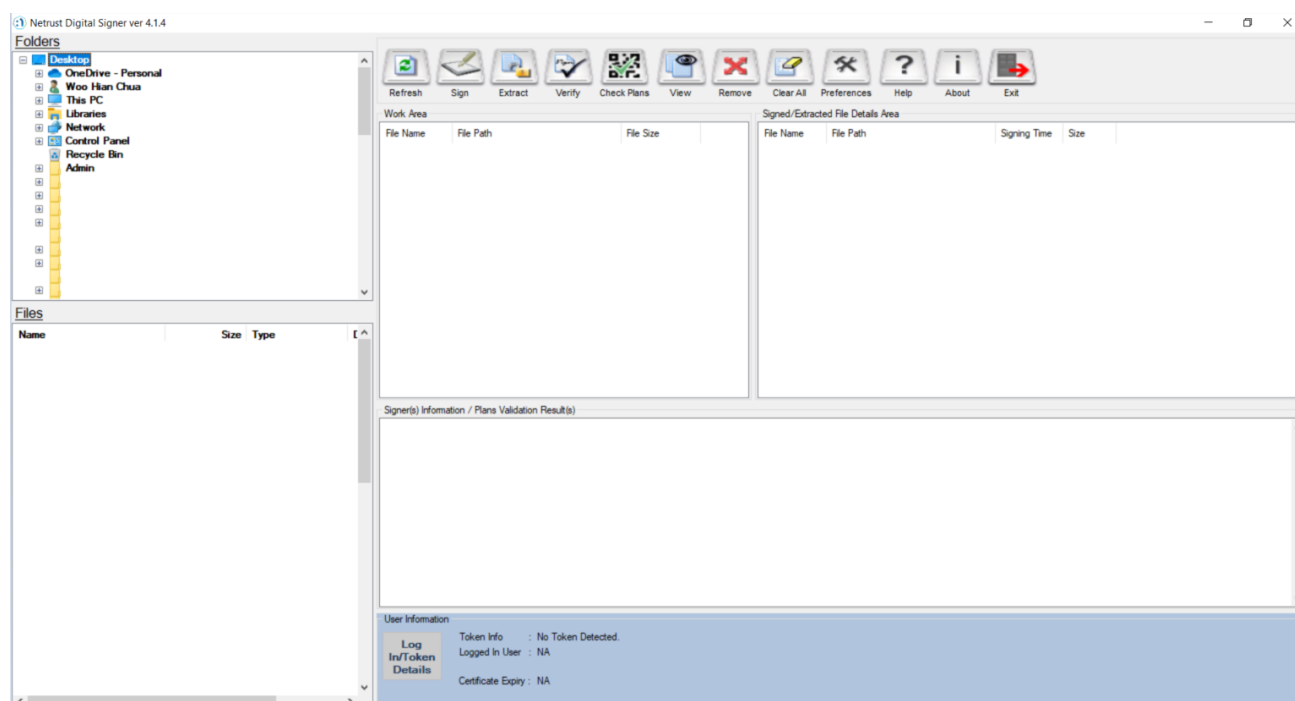 Netrust Digital Signer ver 4.1.4
Folders
Desktop
OneDrive - Personal
Woo Hian Chua
This PC
Libraries
Network
Control Panel
Recycle Bin
Admin
Refresh Sign Extract Verify Check Plans View Remove Clear All Preferences Help About Exit
Work Area
File Name File Path File Size
Signed/Extracted File Details Area
File Name File Path Signing Time Size
Files
Name Size Type
Signer(s) Information / Plans Validation Result(s)
User Information
Log
In/Token
Details
Token Info : No Token Detected.
Logged In User : NA
Certificate Expiry : NA